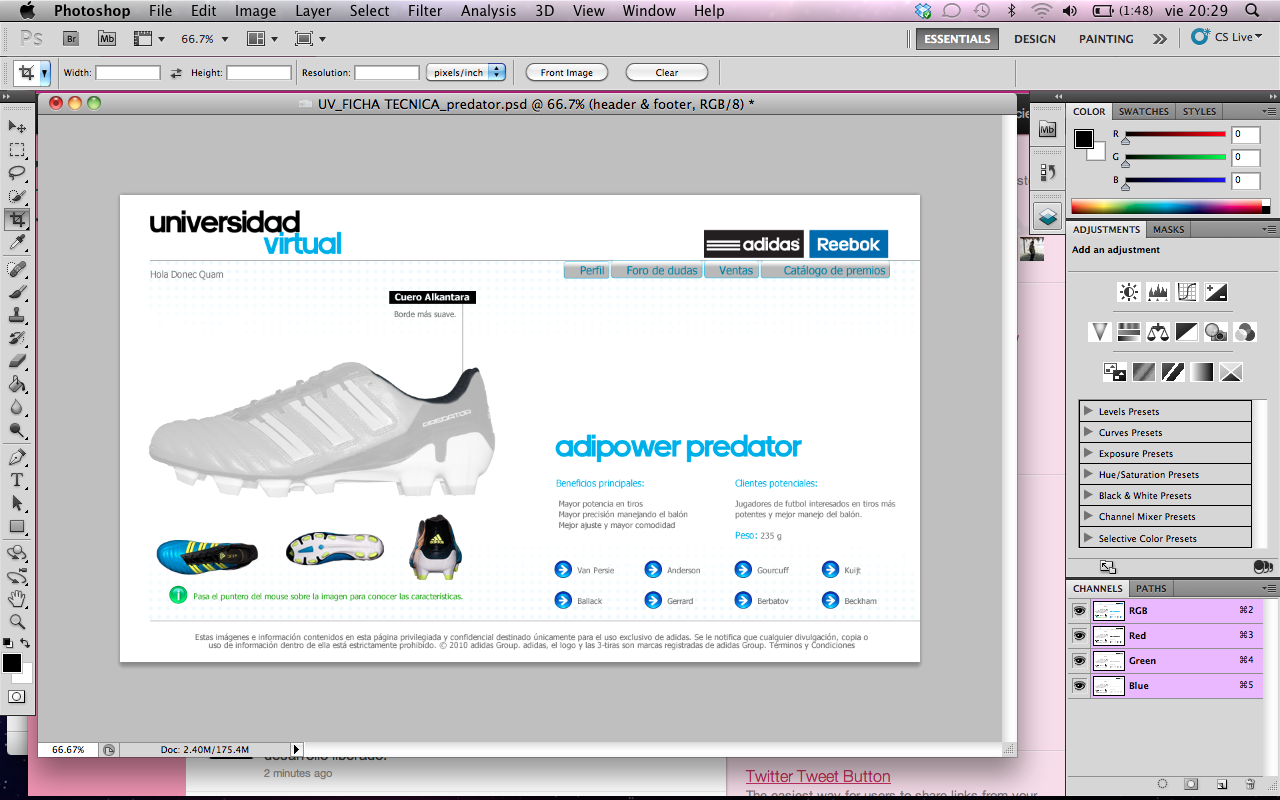 Photoshop File Edit Image Layer Select Filter Analysis 3D View Window Help (1:48) vie 20:29
Ps Br Mb 66.7% ESSENTIALS DESIGN PAINTING CS Live
Width: Height: Resolution: pixels/inch Front Image Clear
UV_FICHA TECNICA_predator.psd @ 66.7% (header & footer, RGB/8) *
universidad
virtual
adidas Reebok
Hola Donec Quam
Perfil Foro de dudas Ventas Catálogo de premios
Cuero Alkantara
Borde más suave.
PREDATOR
adipower predator
Beneficios principales:
Mayor potencia en tiros
Mayor precisión manejando el balón
Mejor ajuste y mayor comodidad
Clientes potenciales:
Jugadores de futbol interesados en tiros más
potentes y mejor manejo del balón.
Peso: 235 g
Van Persie Anderson Gourcuff Kuijt
Ballack Gerrard Berbatov Beckham
Pasa el puntero del mouse sobre la imagen para conocer las características.
Estas imágenes e información contenidos en esta página privilegiada y confidencial destinado únicamente para el uso exclusivo de adidas. Se le notifica que cualquier divulgación, copia o
uso de información dentro de ella está estrictamente prohibido. © 2010 adidas Group. adidas, el logo y las 3-tiras son marcas registradas de adidas Group. Términos y Condiciones
66.67% Doc: 2.40M/175.4M
2 minutes ago
Twitter Tweet Button
The easiest way for users to share links from your
Mb
COLOR SWATCHES STYLES
R 0
G 0
B 0
ADJUSTMENTS MASKS
Add an adjustment
Levels Presets
Curves Presets
Exposure Presets
Hue/Saturation Presets
Black & White Presets
Channel Mixer Presets
Selective Color Presets
CHANNELS PATHS
RGB ⌘2
Red ⌘3
Green ⌘4
Blue ⌘5